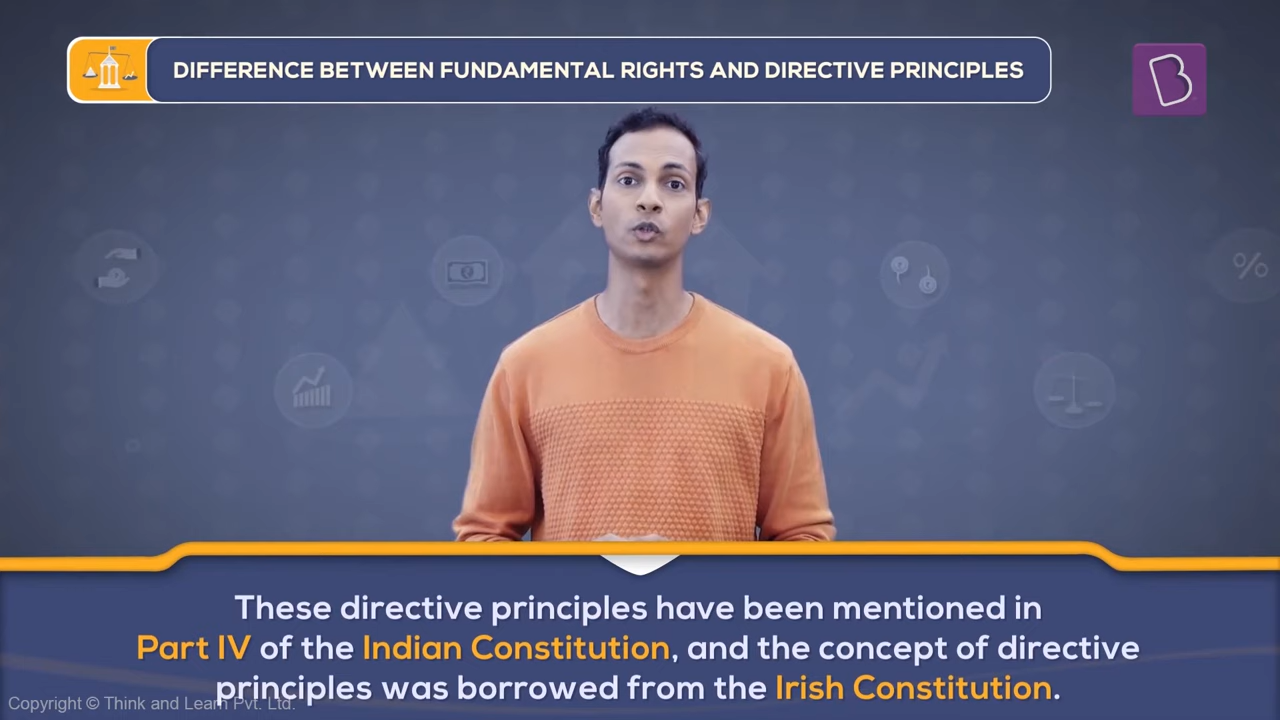 DIFFERENCE BETWEEN FUNDAMENTAL RIGHTS AND DIRECTIVE PRINCIPLES
These directive principles have been mentioned in
Part IV of the Indian Constitution, and the concept of directive
principles was borrowed from the Irish Constitution.
Copyright © Think and Learn Pvt. Ltd.